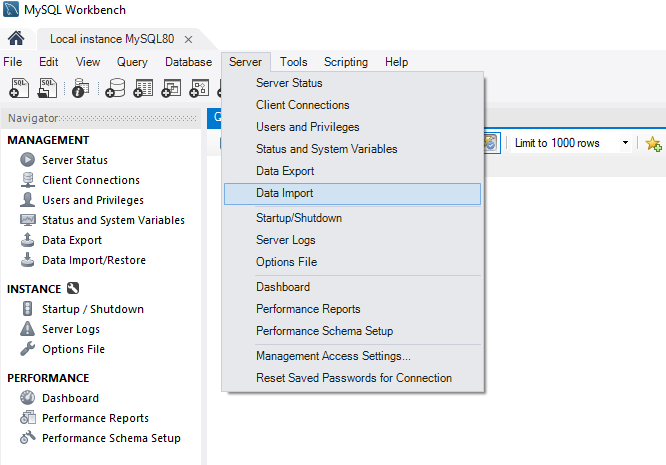 MySQL Workbench
Local instance MySQL80
File Edit View Query Database Server Tools Scripting Help
Navigator
MANAGEMENT
Server Status
Client Connections
Users and Privileges
Status and System Variables
Data Export
Data Import/Restore
INSTANCE
Startup / Shutdown
Server Logs
Options File
PERFORMANCE
Dashboard
Performance Reports
Performance Schema Setup
Server Status
Client Connections
Users and Privileges
Status and System Variables
Data Export
Data Import
Startup/Shutdown
Server Logs
Options File
Dashboard
Performance Reports
Performance Schema Setup
Management Access Settings...
Reset Saved Passwords for Connection
Limit to 1000 rows